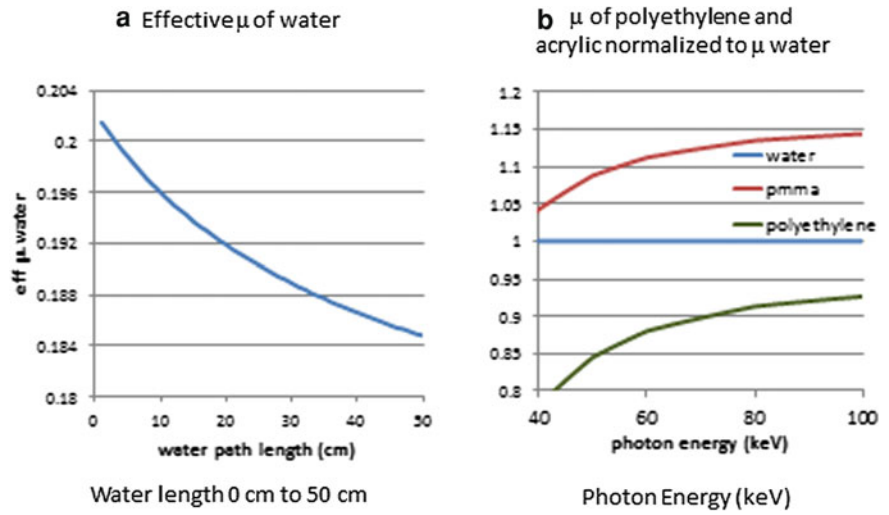 a Effective μ of water
0.204
0.2
0.196
0.192
0.188
0.184
0.18
eff μ water
0 10 20 30 40 50
water path length (cm)
Water length 0 cm to 50 cm
b μ of polyethylene and
acrylic normalized to μ water
1.2
1.15
1.1
1.05
1
0.95
0.9
0.85
0.8
water
pmma
polyethylene
40 60 80 100
photon energy (keV)
Photon Energy (keV)